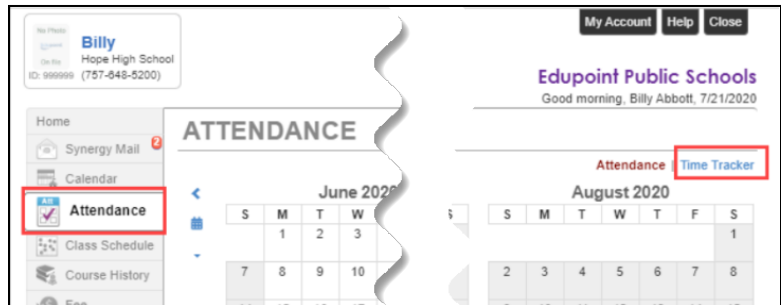 My Account Help Close
No Photo
On File
Billy
Hope High School
ID: 999999 (757-648-5200)
Edupoint Public Schools
Good morning, Billy Abbott, 7/21/2020
Home
Synergy Mail 2
Calendar
Attendance
Class Schedule
Course History
Fee
ATTENDANCE
Attendance | Time Tracker
June 2020
S M T W
1 2 3
7 8 9 10
August 2020
S M T W T F S
1
2 3 4 5 6 7 8